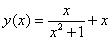 y(x) = x/(x² + 1) + x